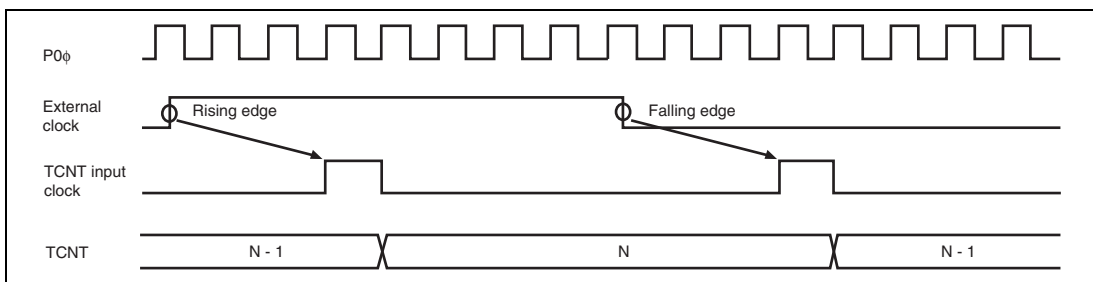 P0ϕ
External
clock
Rising edge
Falling edge
TCNT input
clock
TCNT
N - 1
N
N - 1